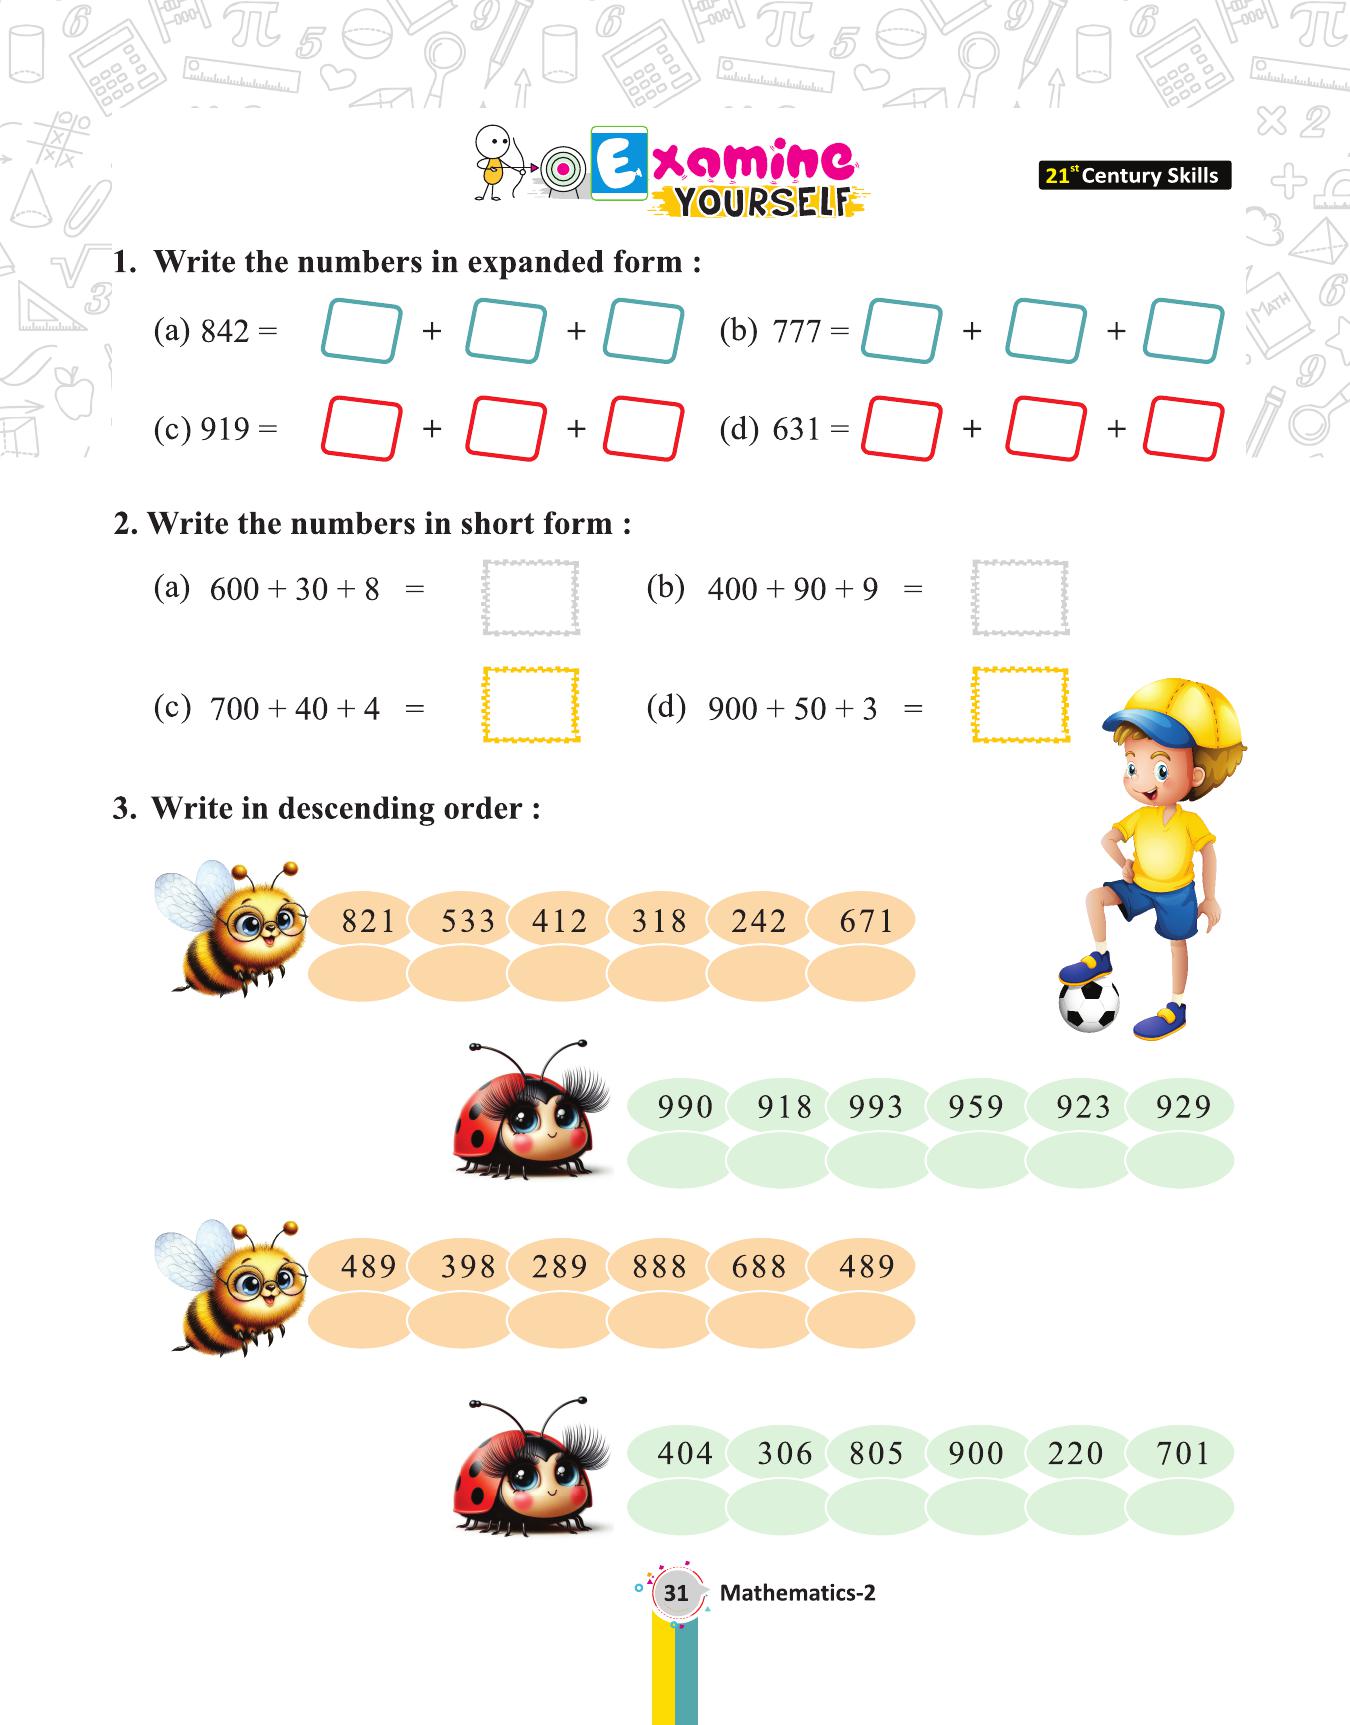 Examine
YOURSELF
21st Century Skills
1. Write the numbers in expanded form :
(a) 842 = + + (b) 777 = + +
(c) 919 = + + (d) 631 = + +
2. Write the numbers in short form :
(a) 600 + 30 + 8 = (b) 400 + 90 + 9 =
(c) 700 + 40 + 4 = (d) 900 + 50 + 3 =
3. Write in descending order :
821 533 412 318 242 671
990 918 993 959 923 929
489 398 289 888 688 489
404 306 805 900 220 701
31 Mathematics-2